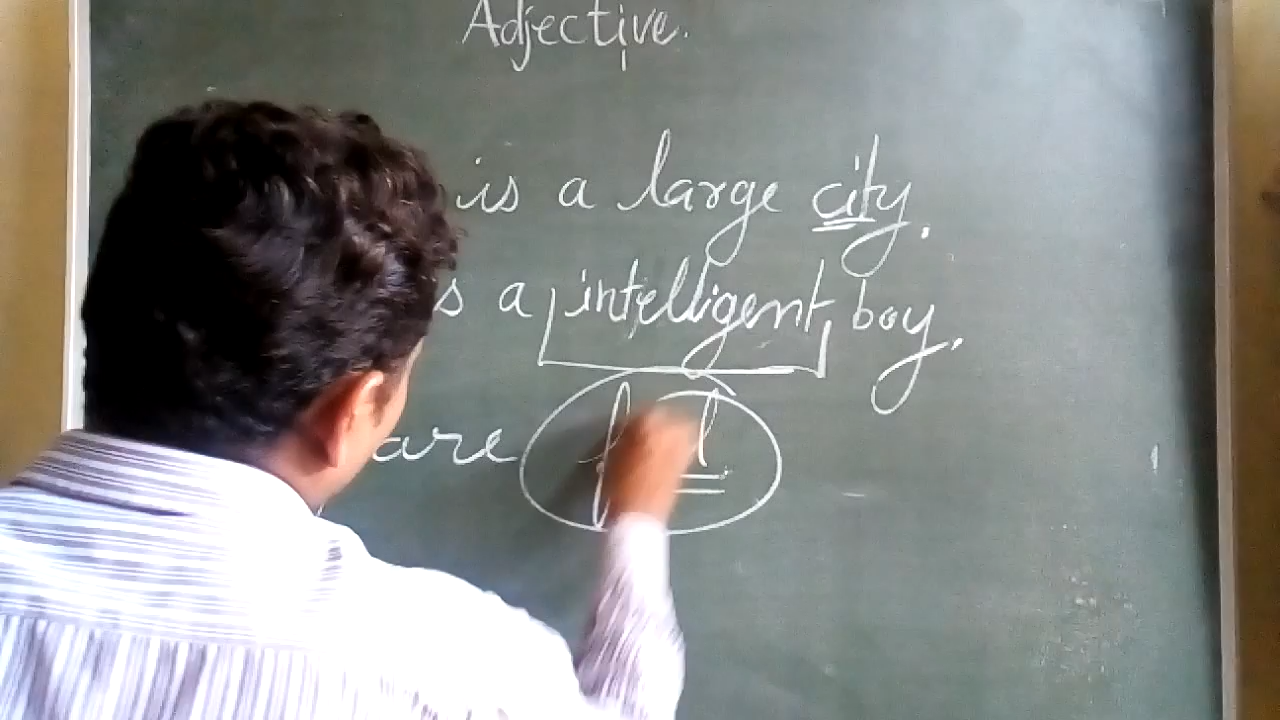 Adjective.
is a large city.
s a intelligent boy.
are